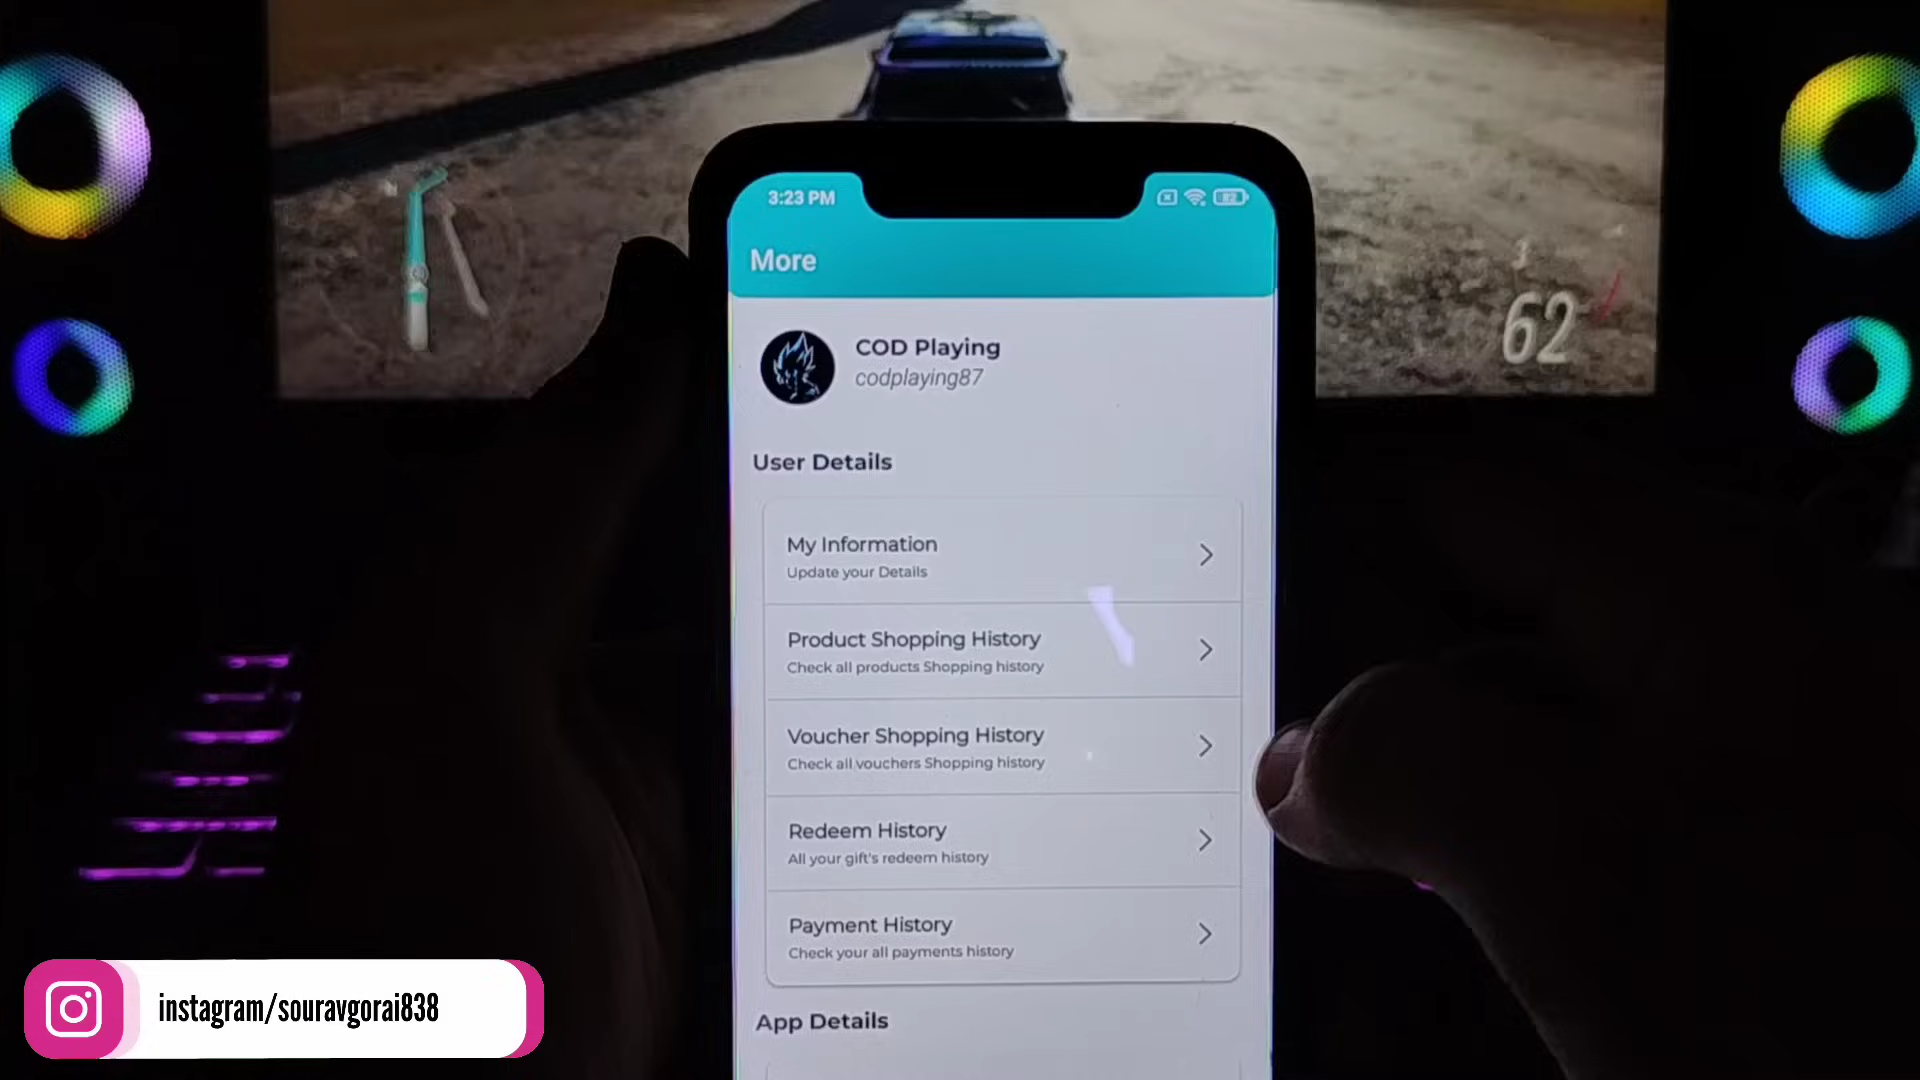 3:23 PM
82
More
COD Playing
codplaying87
User Details
My Information
Update your Details
Product Shopping History
Check all products Shopping history
Voucher Shopping History
Check all vouchers Shopping history
Redeem History
All your gift's redeem history
Payment History
Check your all payments history
App Details
62
instagram/souravgorai838